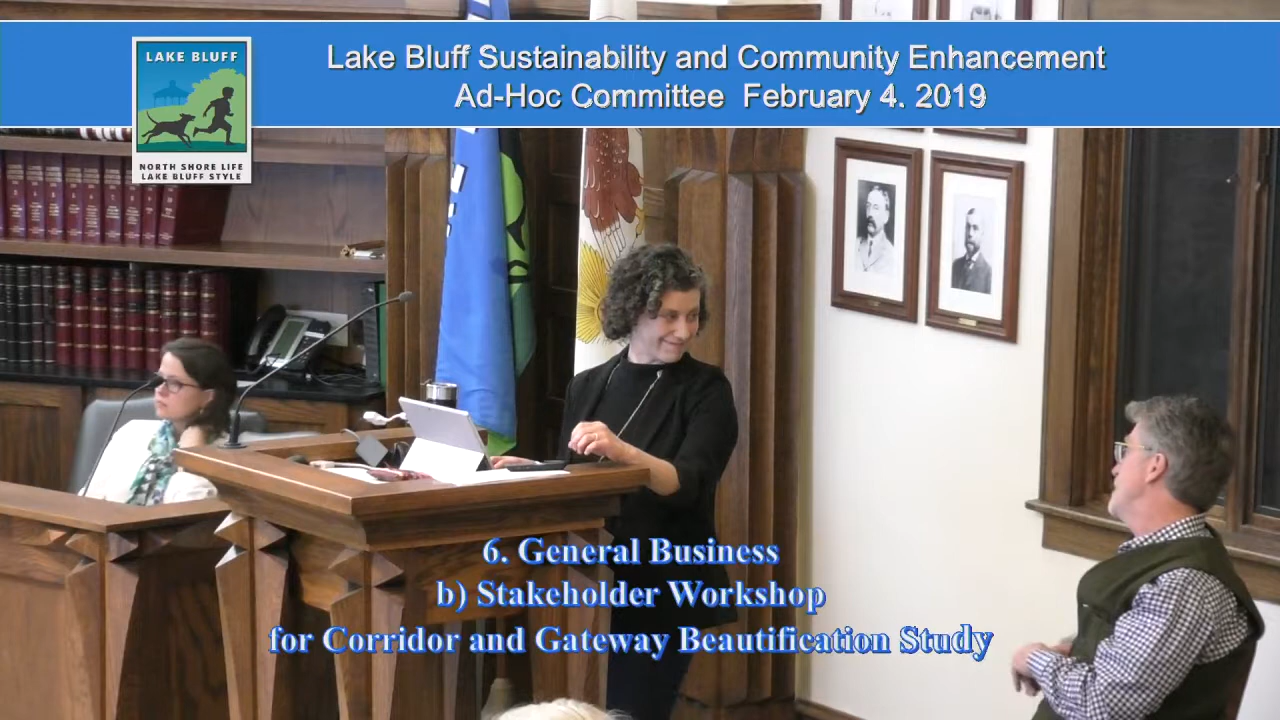 Lake Bluff Sustainability and Community Enhancement
Ad-Hoc Committee February 4. 2019
LAKE BLUFF
NORTH SHORE LIFE
LAKE BLUFF STYLE
6. General Business
b) Stakeholder Workshop
for Corridor and Gateway Beautification Study